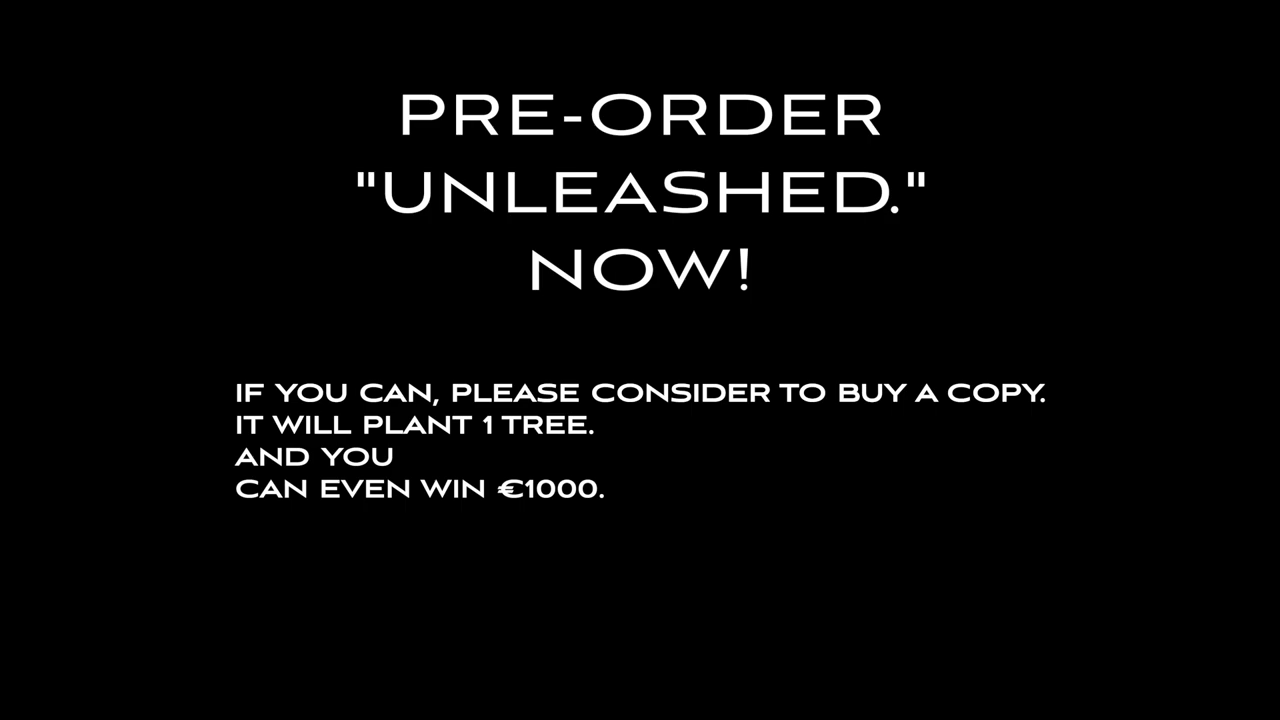 PRE-ORDER
"UNLEASHED."
NOW!
IF YOU CAN, PLEASE CONSIDER TO BUY A COPY.
IT WILL PLANT 1 TREE.
AND YOU
CAN EVEN WIN €1000.